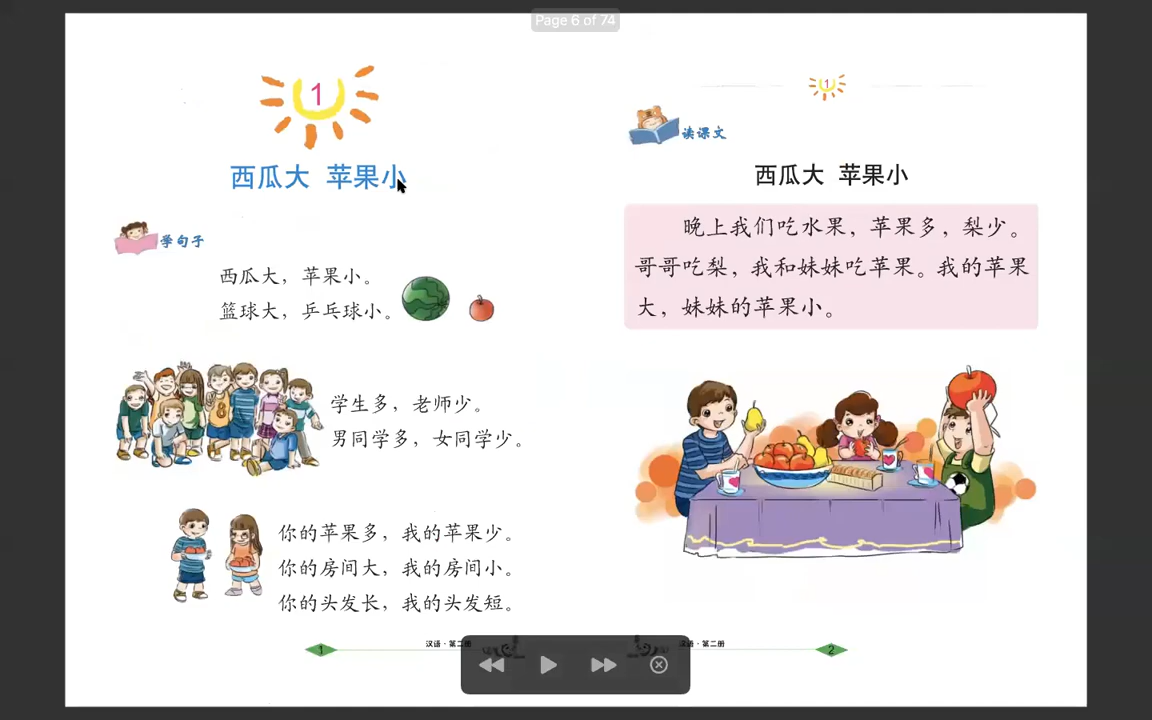 Page 6 of 74
1
西瓜大 苹果小
学句子
西瓜大，苹果小。
篮球大，乒乓球小。
学生多，老师少。
男同学多，女同学少。
你的苹果多，我的苹果少。
你的房间大，我的房间小。
你的头发长，我的头发短。
1
汉语·第二册
1
读课文
西瓜大 苹果小
晚上我们吃水果，苹果多，梨少。
哥哥吃梨，我和妹妹吃苹果。我的苹果
大，妹妹的苹果小。
8
汉语·第二册
2